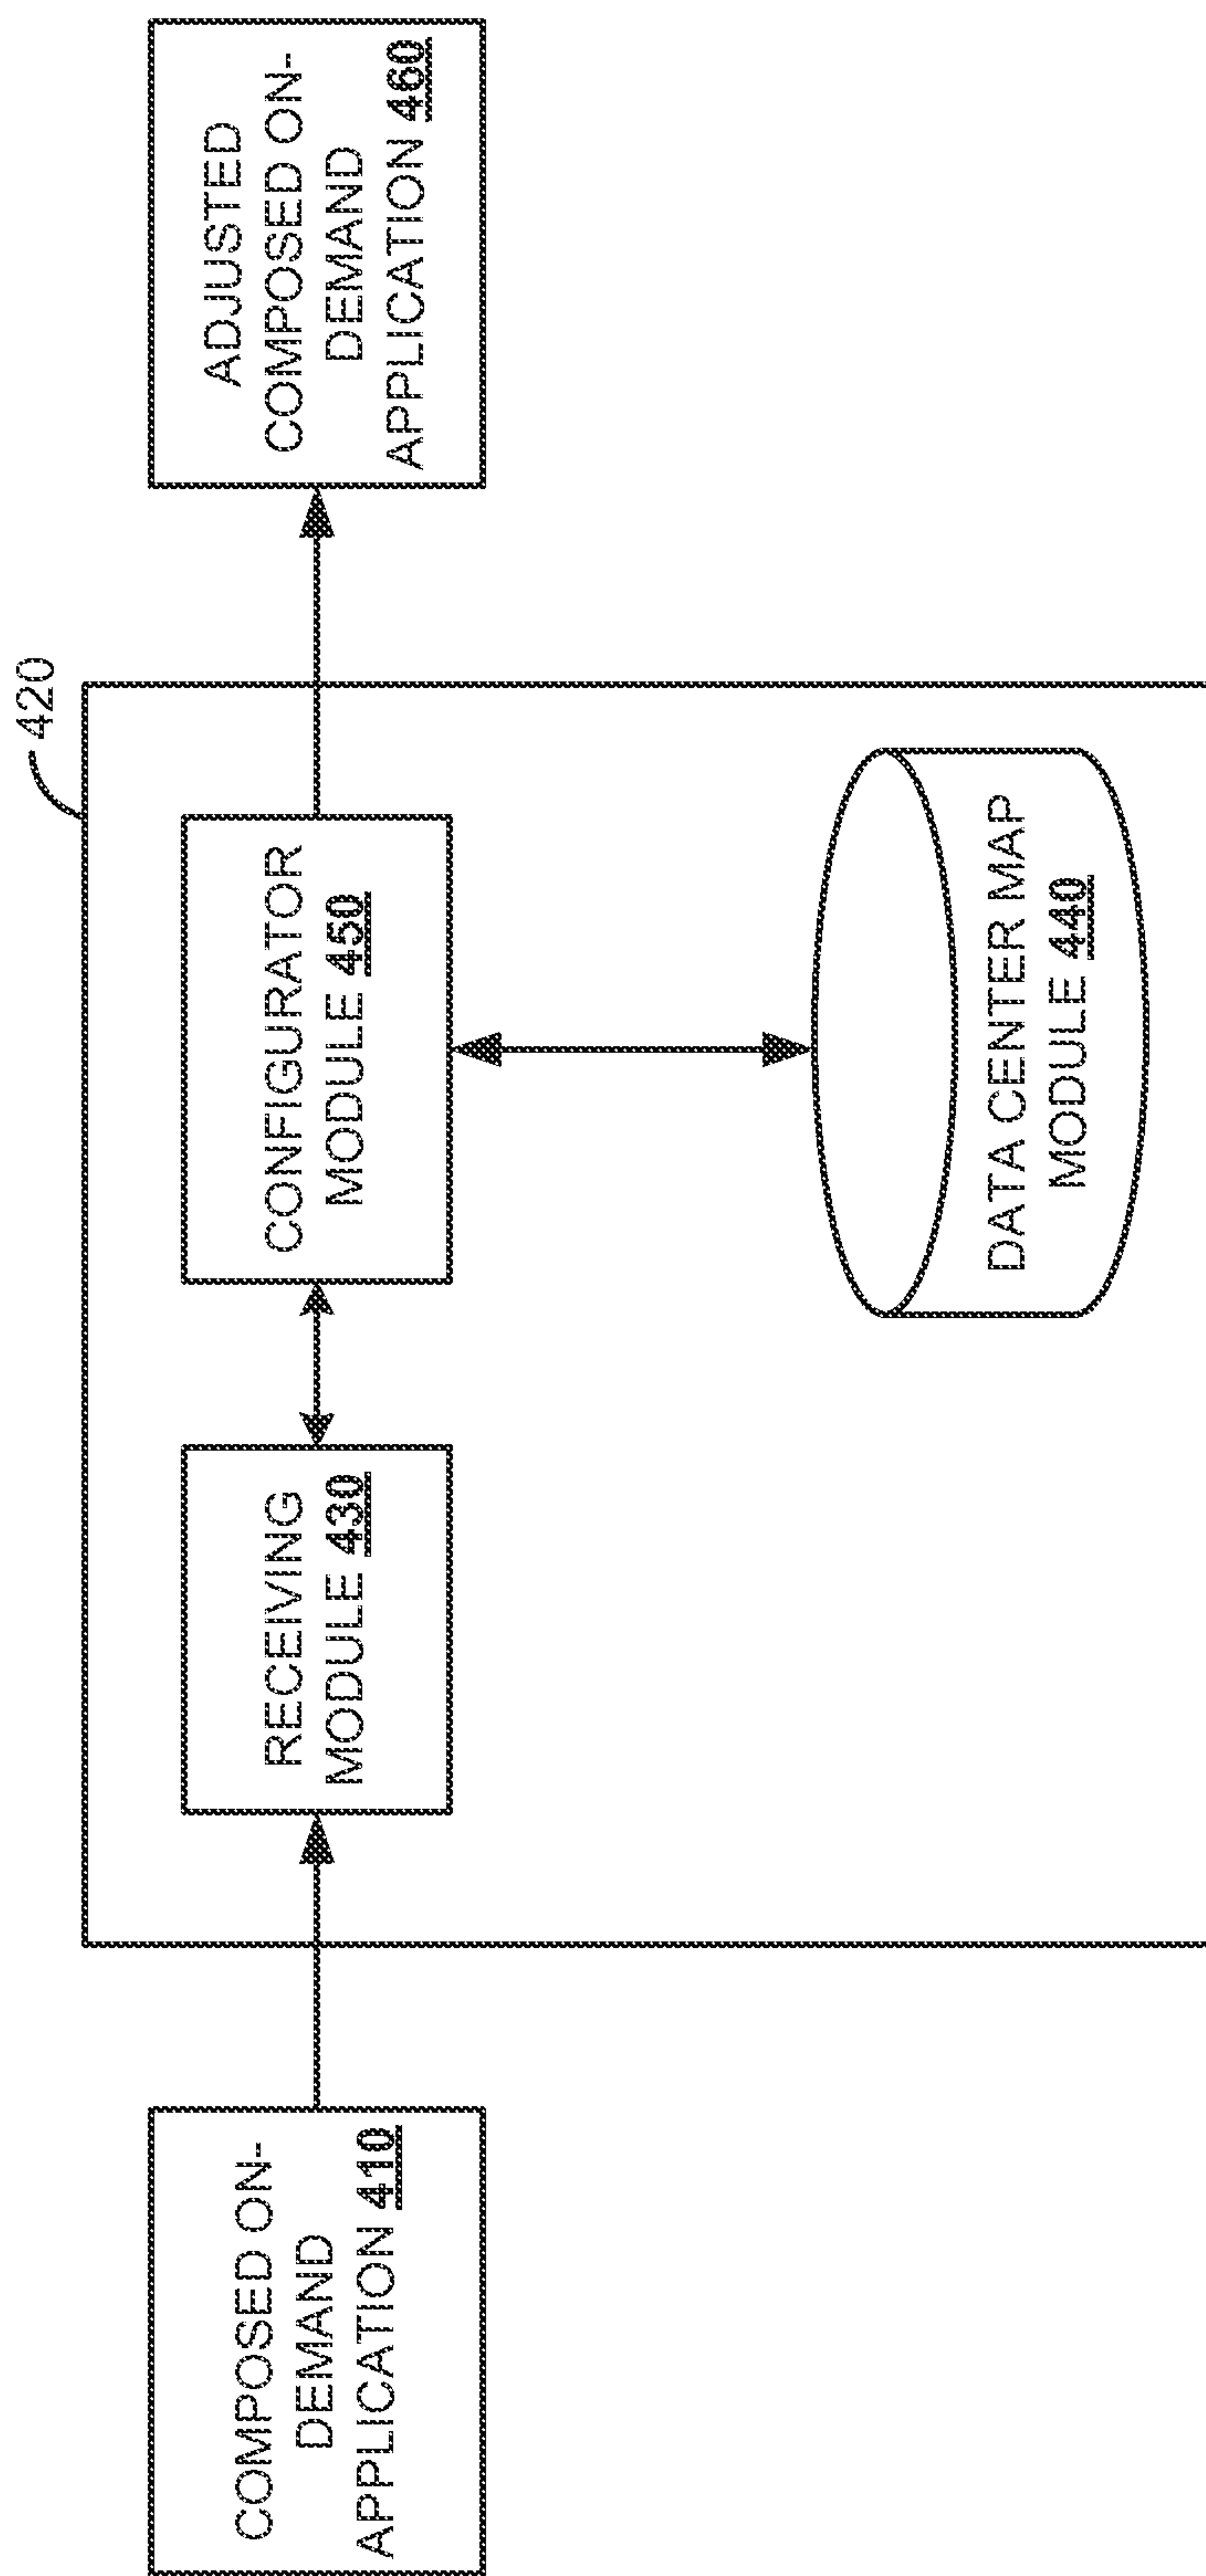 420
COMPOSED ON-
DEMAND
APPLICATION 410
RECEIVING
MODULE 430
CONFIGURATOR
MODULE 450
DATA CENTER MAP
MODULE 440
ADJUSTED
COMPOSED ON-
DEMAND
APPLICATION 460